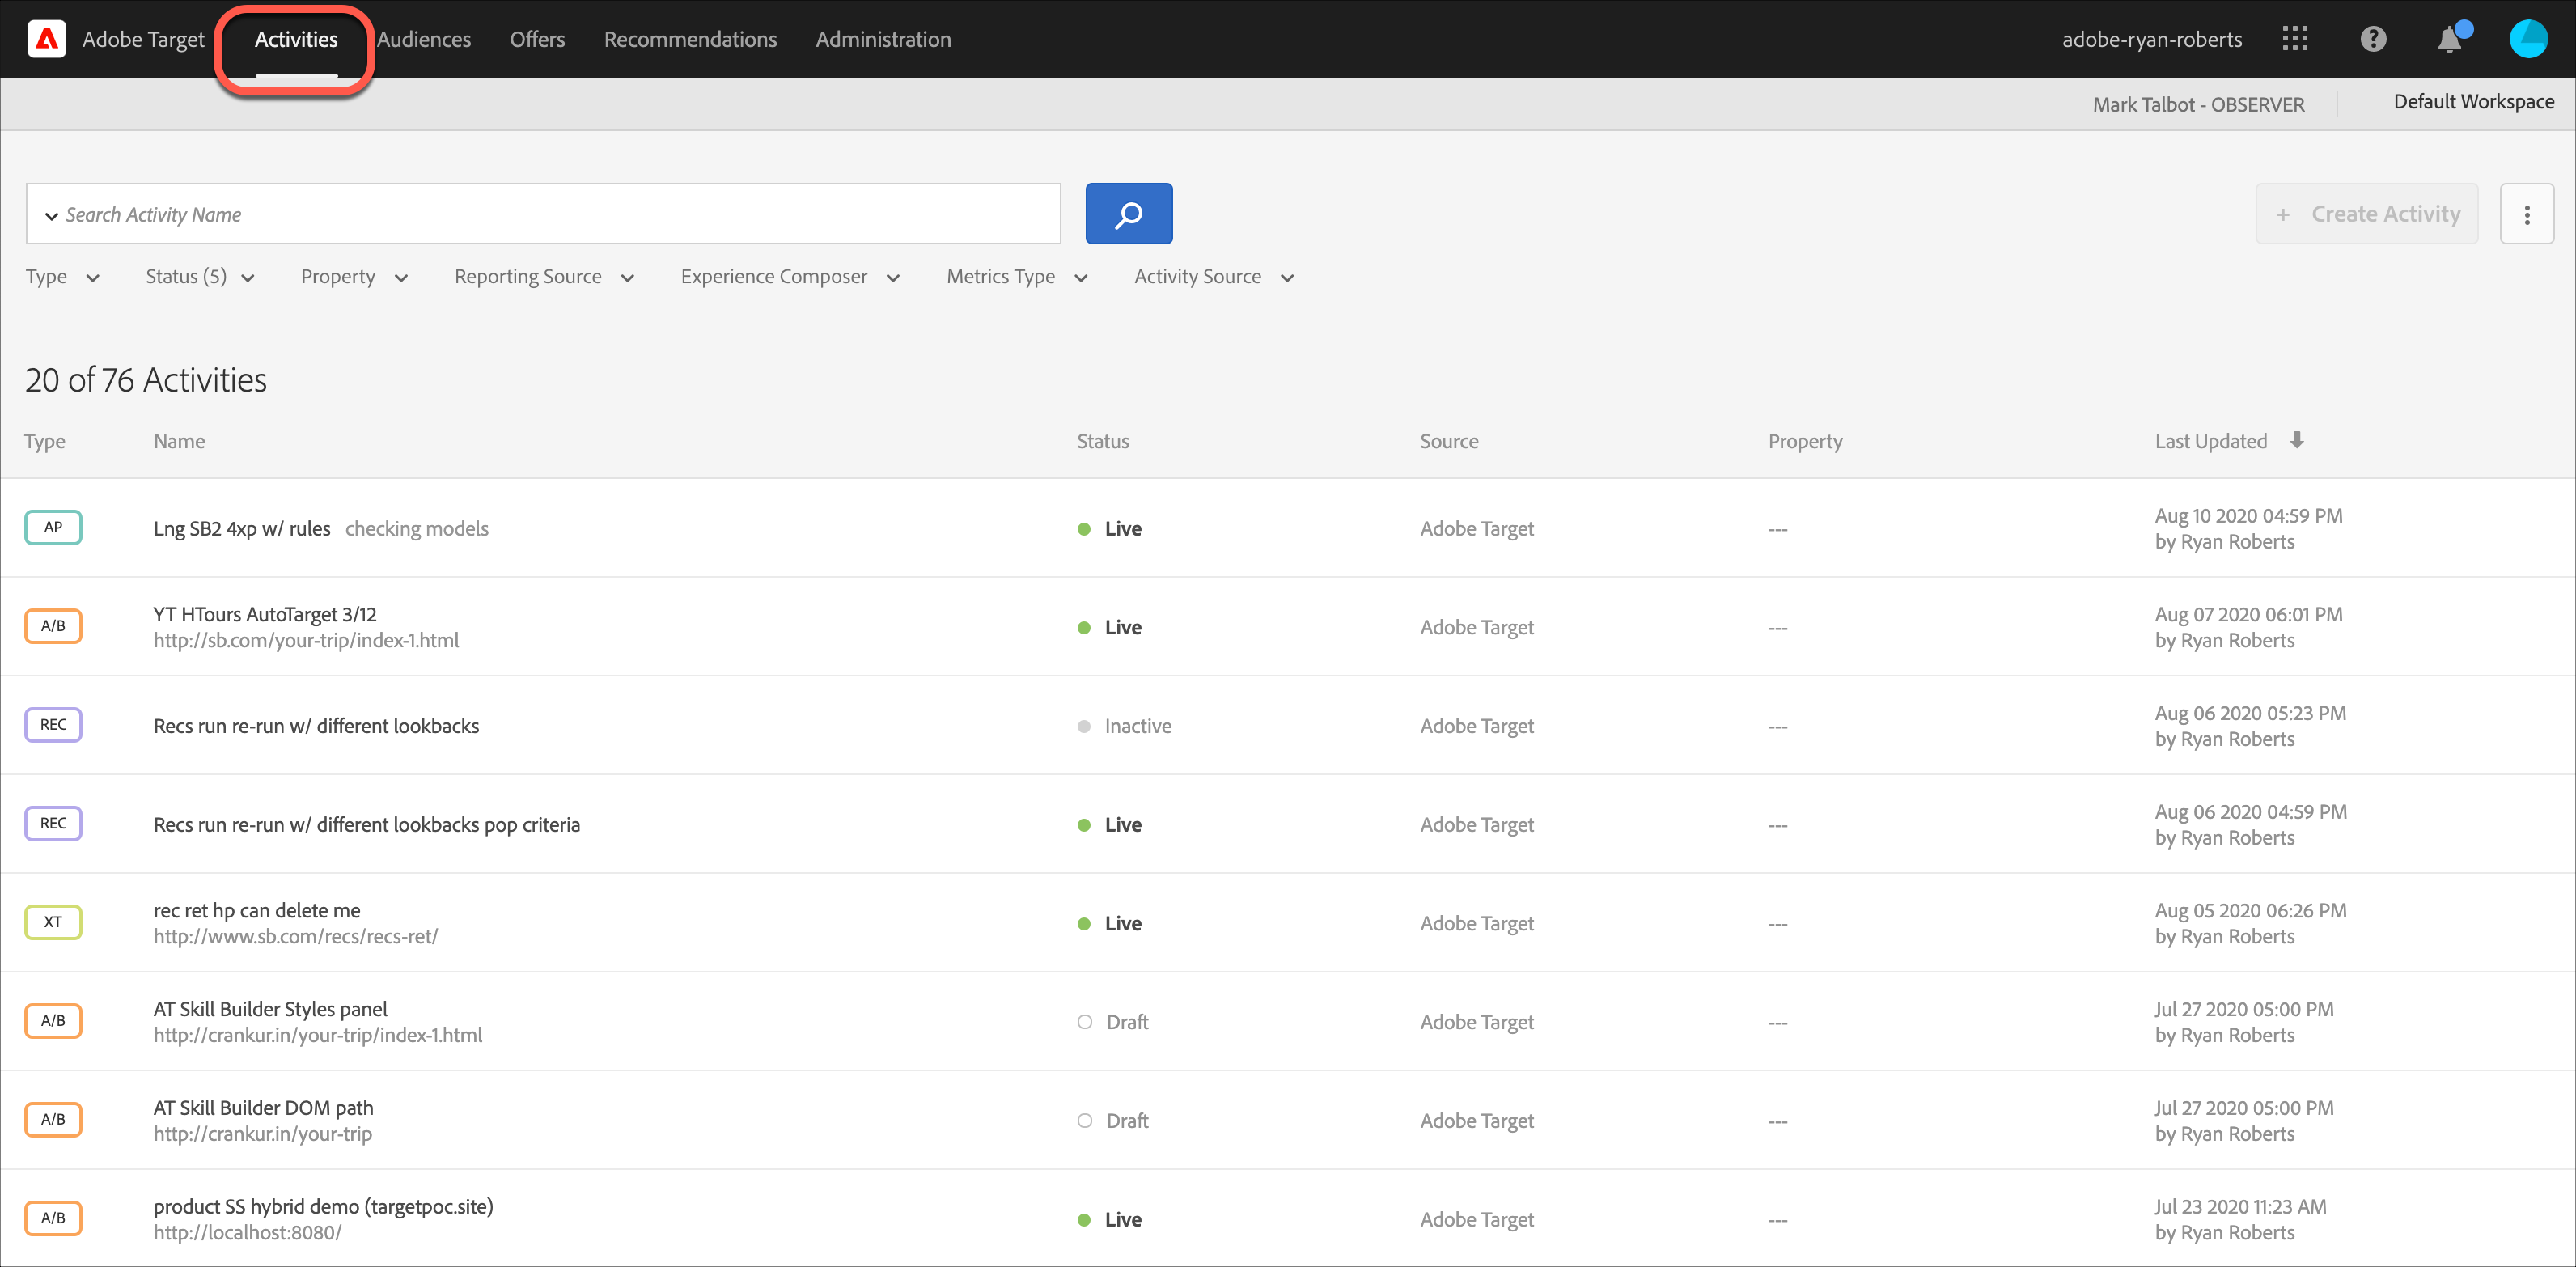 Adobe Target Activities Audiences Offers Recommendations Administration adobe-ryan-roberts
Mark Talbot - OBSERVER Default Workspace
Search Activity Name + Create Activity
Type Status (5) Property Reporting Source Experience Composer Metrics Type Activity Source
20 of 76 Activities
Type Name Status Source Property Last Updated
AP Lng SB2 4xp w/ rules checking models Live Adobe Target --- Aug 10 2020 04:59 PM
by Ryan Roberts
A/B YT HTours AutoTarget 3/12 Live Adobe Target --- Aug 07 2020 06:01 PM
http://sb.com/your-trip/index-1.html by Ryan Roberts
REC Recs run re-run w/ different lookbacks Inactive Adobe Target --- Aug 06 2020 05:23 PM
by Ryan Roberts
REC Recs run re-run w/ different lookbacks pop criteria Live Adobe Target --- Aug 06 2020 04:59 PM
by Ryan Roberts
XT rec ret hp can delete me Live Adobe Target --- Aug 05 2020 06:26 PM
http://www.sb.com/recs/recs-ret/ by Ryan Roberts
A/B AT Skill Builder Styles panel Draft Adobe Target --- Jul 27 2020 05:00 PM
http://crankur.in/your-trip/index-1.html by Ryan Roberts
A/B AT Skill Builder DOM path Draft Adobe Target --- Jul 27 2020 05:00 PM
http://crankur.in/your-trip by Ryan Roberts
A/B product SS hybrid demo (targetpoc.site) Live Adobe Target --- Jul 23 2020 11:23 AM
http://localhost:8080/ by Ryan Roberts